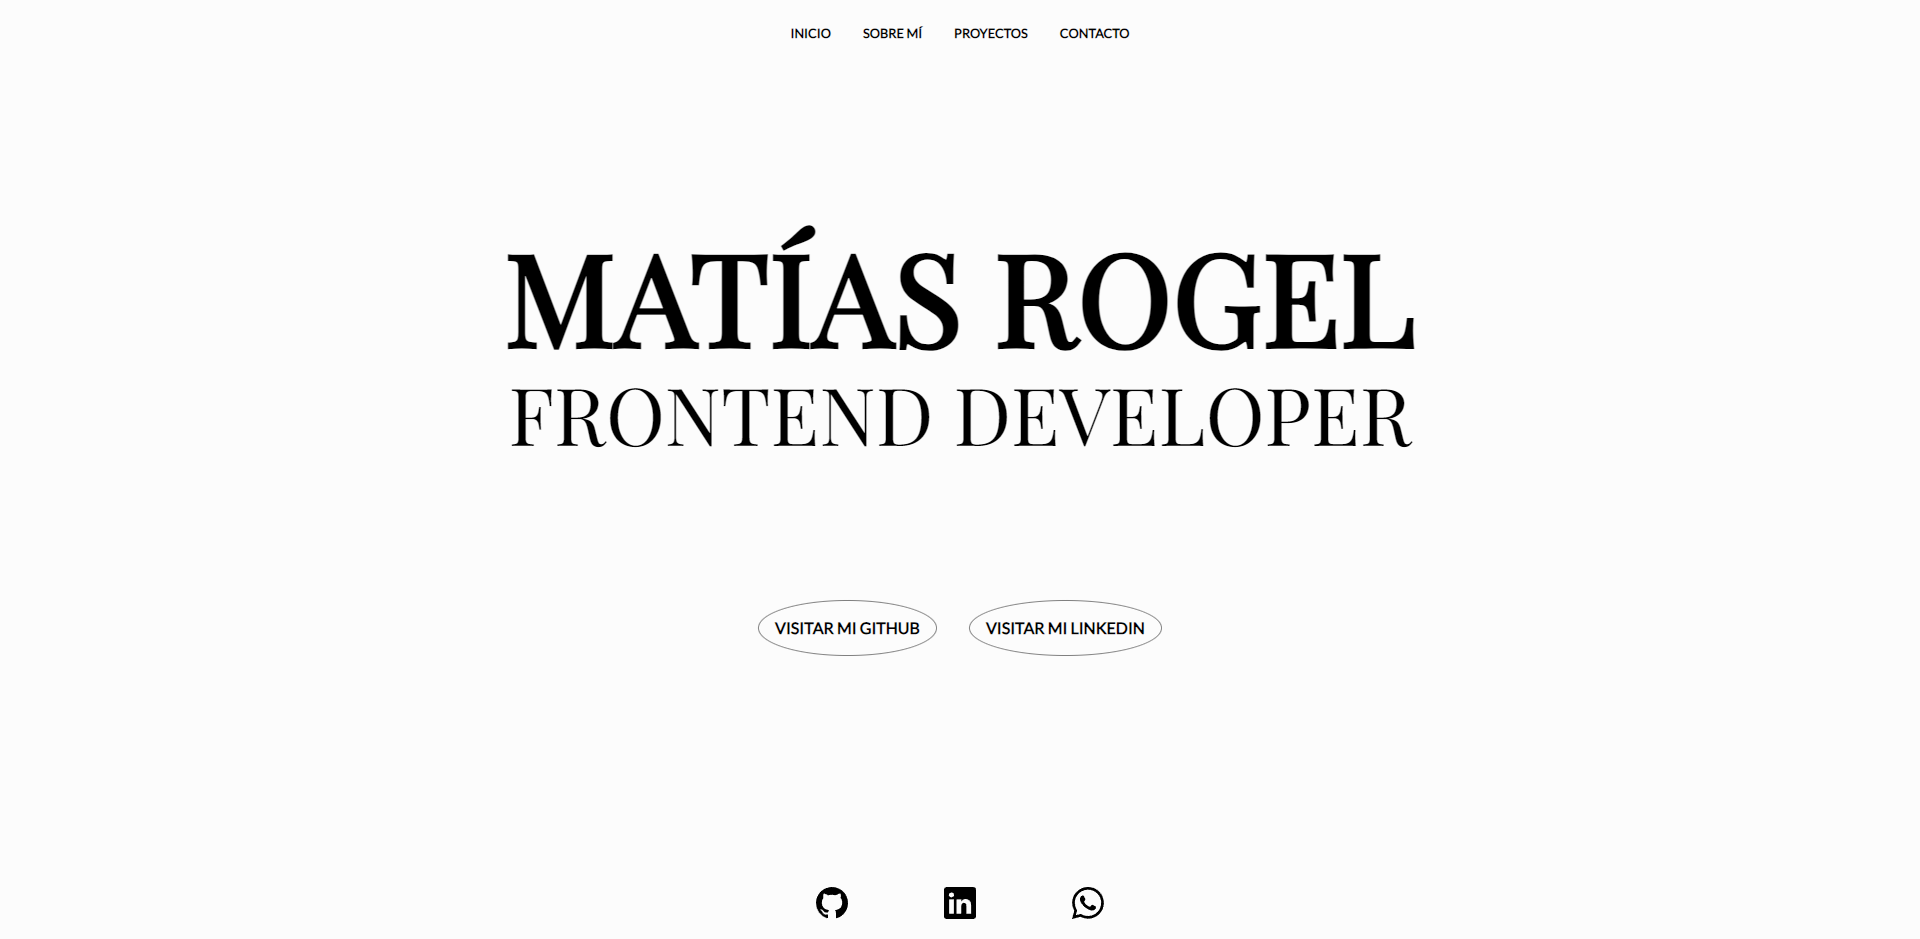 INICIO SOBRE MÍ PROYECTOS CONTACTO
MATÍAS ROGEL
FRONTEND DEVELOPER
VISITAR MI GITHUB VISITAR MI LINKEDIN
in